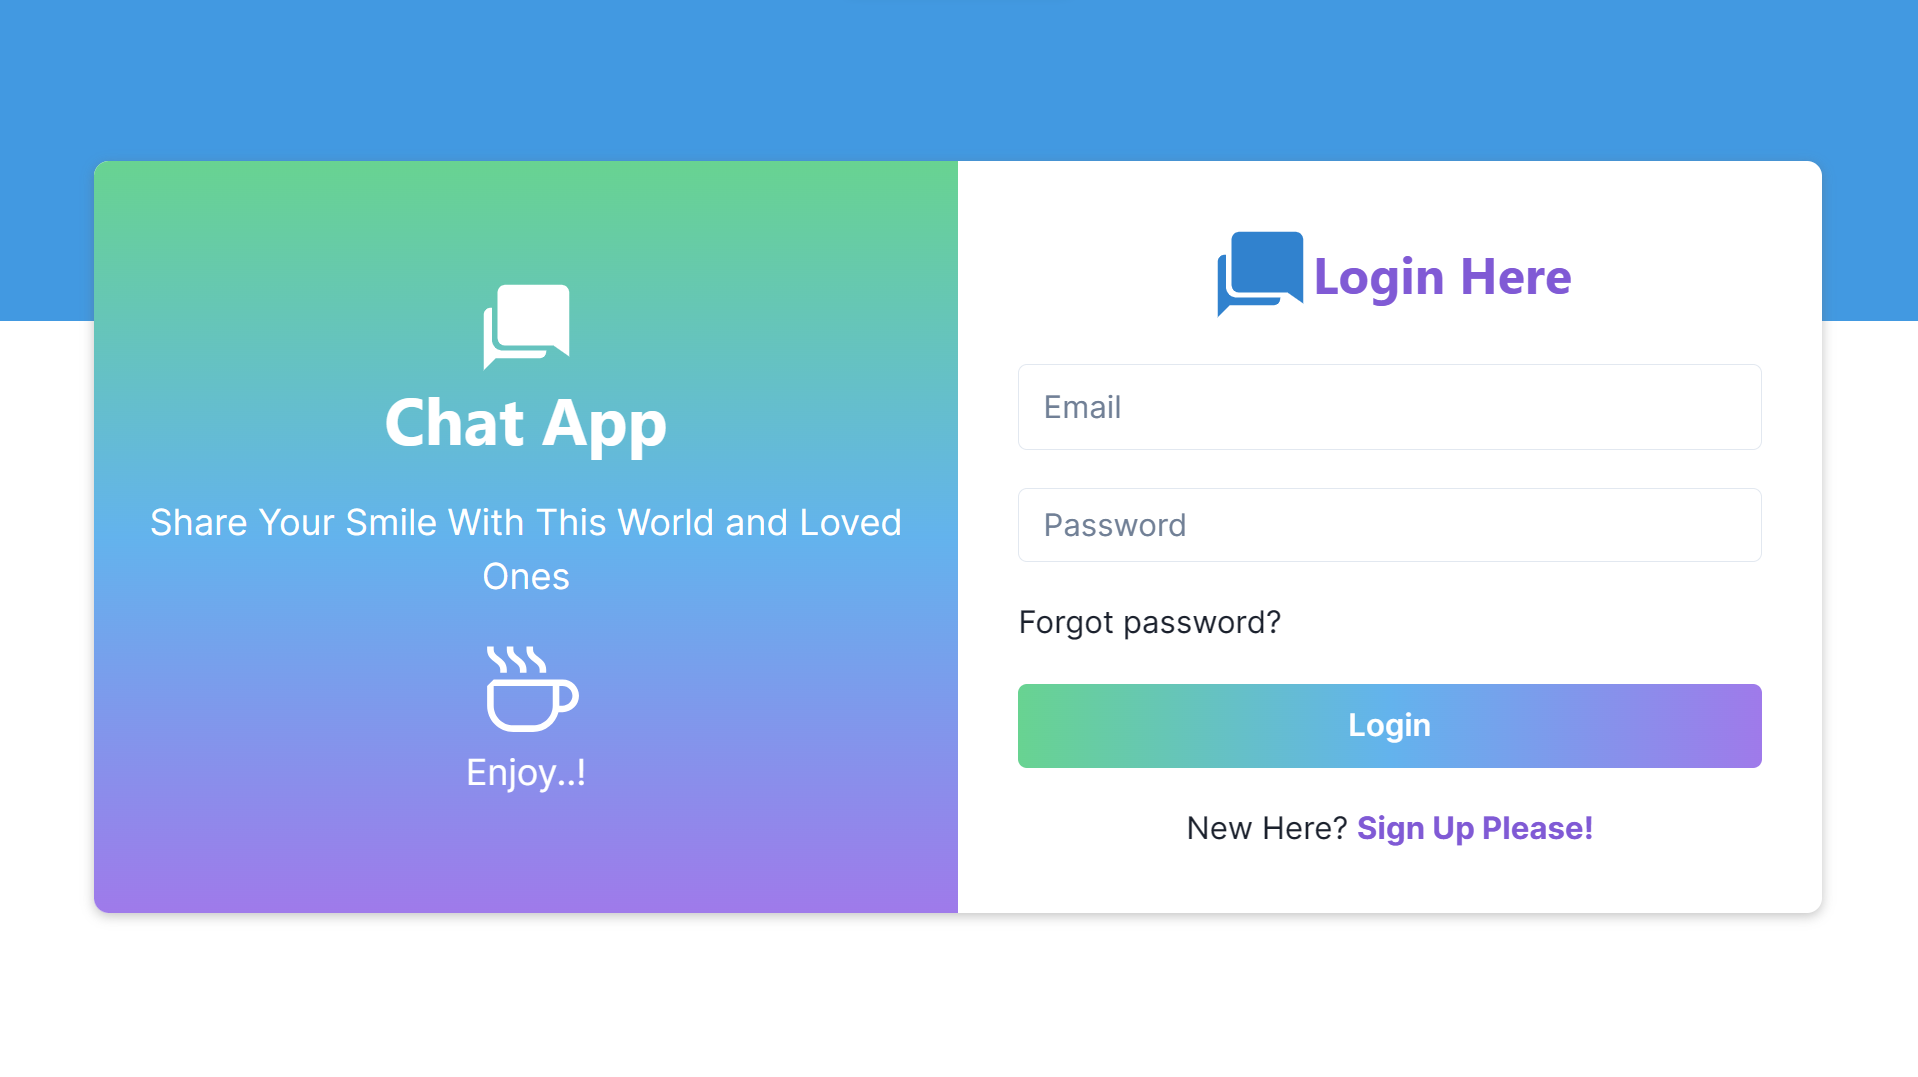 Chat App
Share Your Smile With This World and Loved
Ones
Enjoy..!
Login Here
Email
Password
Forgot password?
Login
New Here? Sign Up Please!